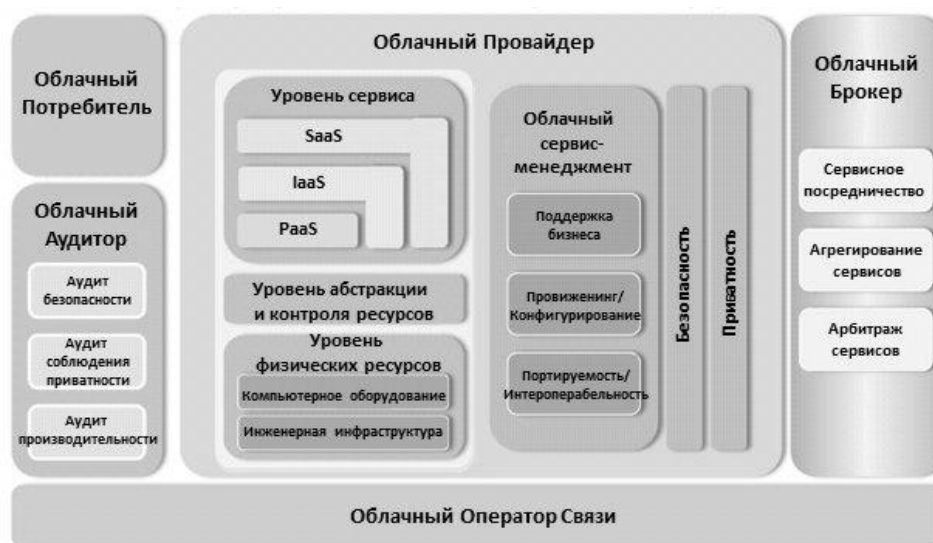 Облачный
Потребитель
Облачный
Аудитор
Аудит
безопасности
Аудит
соблюдения
приватности
Аудит
производительности
Облачный Провайдер
Уровень сервиса
SaaS
IaaS
PaaS
Уровень абстракции
и контроля ресурсов
Уровень
физических ресурсов
Компьютерное оборудование
Инженерная инфраструктура
Облачный
сервис-
менеджмент
Поддержка
бизнеса
Провиженинг/
Конфигурирование
Портируемость/
Интероперабельность
Безопасность
Приватность
Облачный
Брокер
Сервисное
посредничество
Агрегирование
сервисов
Арбитраж
сервисов
Облачный Оператор Связи